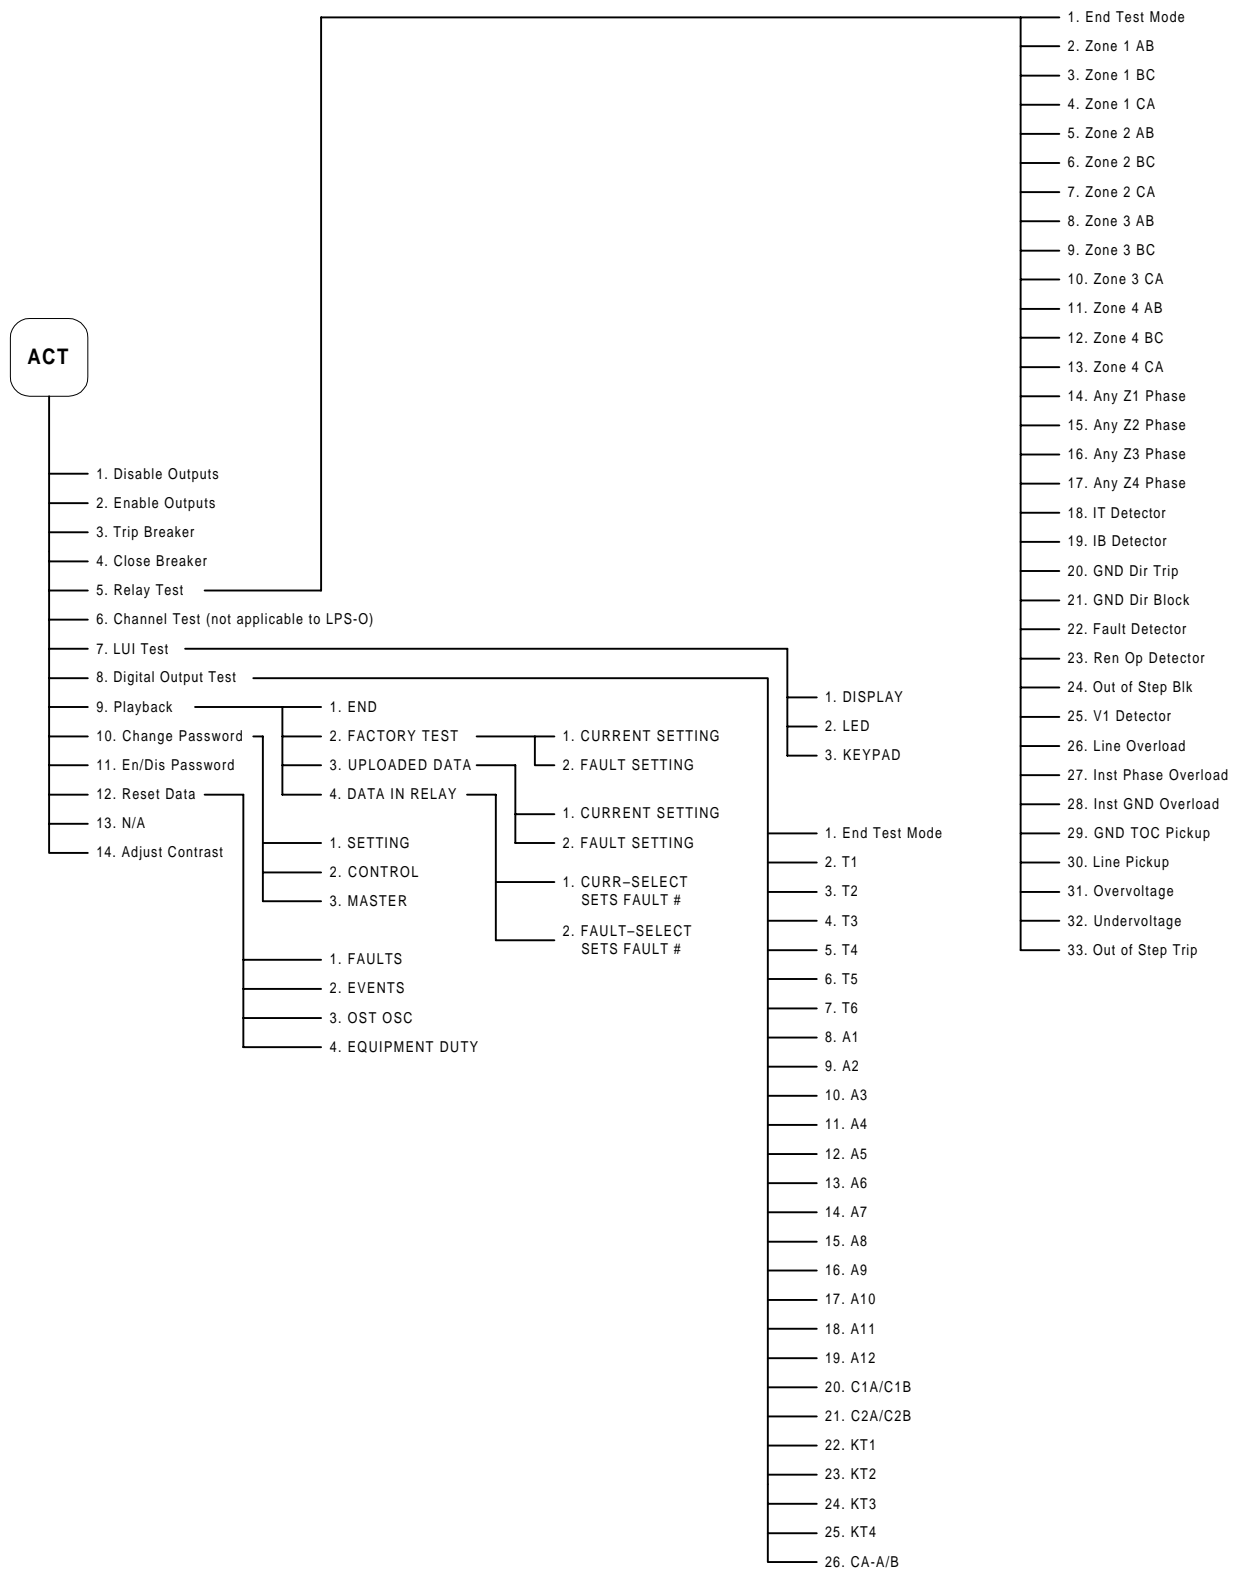 ACT
1. Disable Outputs
2. Enable Outputs
3. Trip Breaker
4. Close Breaker
5. Relay Test
6. Channel Test (not applicable to LPS-O)
7. LUI Test
8. Digital Output Test
9. Playback
10. Change Password
11. En/Dis Password
12. Reset Data
13. N/A
14. Adjust Contrast
1. END
2. FACTORY TEST
3. UPLOADED DATA
4. DATA IN RELAY
1. SETTING
2. CONTROL
3. MASTER
1. FAULTS
2. EVENTS
3. OST OSC
4. EQUIPMENT DUTY
1. CURRENT SETTING
2. FAULT SETTING
1. CURRENT SETTING
2. FAULT SETTING
1. CURR–SELECT
SETS FAULT #
2. FAULT–SELECT
SETS FAULT #
1. DISPLAY
2. LED
3. KEYPAD
1. End Test Mode
2. T1
3. T2
4. T3
5. T4
6. T5
7. T6
8. A1
9. A2
10. A3
11. A4
12. A5
13. A6
14. A7
15. A8
16. A9
17. A10
18. A11
19. A12
20. C1A/C1B
21. C2A/C2B
22. KT1
23. KT2
24. KT3
25. KT4
26. CA-A/B
1. End Test Mode
2. Zone 1 AB
3. Zone 1 BC
4. Zone 1 CA
5. Zone 2 AB
6. Zone 2 BC
7. Zone 2 CA
8. Zone 3 AB
9. Zone 3 BC
10. Zone 3 CA
11. Zone 4 AB
12. Zone 4 BC
13. Zone 4 CA
14. Any Z1 Phase
15. Any Z2 Phase
16. Any Z3 Phase
17. Any Z4 Phase
18. IT Detector
19. IB Detector
20. GND Dir Trip
21. GND Dir Block
22. Fault Detector
23. Ren Op Detector
24. Out of Step Blk
25. V1 Detector
26. Line Overload
27. Inst Phase Overload
28. Inst GND Overload
29. GND TOC Pickup
30. Line Pickup
31. Overvoltage
32. Undervoltage
33. Out of Step Trip